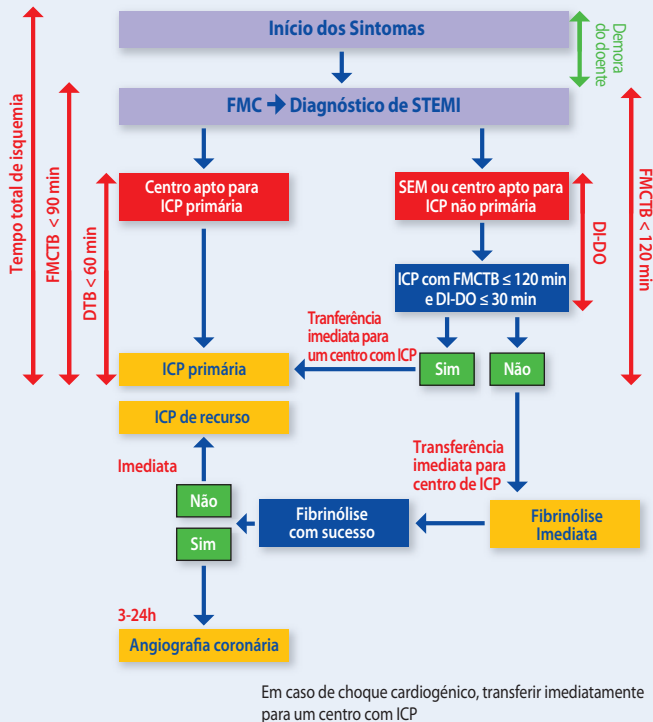 Início dos Sintomas
Demora
do doente
FMC → Diagnóstico de STEMI
Tempo total de isquemia
FMCTB < 90 min
DTB < 60 min
Centro apto para
ICP primária
SEM ou centro apto para
ICP não primária
DI-DO
FMCTB < 120 min
ICP com FMCTB ≤ 120 min
e DI-DO ≤ 30 min
Tranferência
imediata para
um centro com ICP
ICP primária
Sim
Não
ICP de recurso
Imediata
Transferência
imediata para
centro de ICP
Não
Sim
Fibrinólise
com sucesso
Fibrinólise
Imediata
3-24h
Angiografia coronária
Em caso de choque cardiogénico, transferir imediatamente
para um centro com ICP